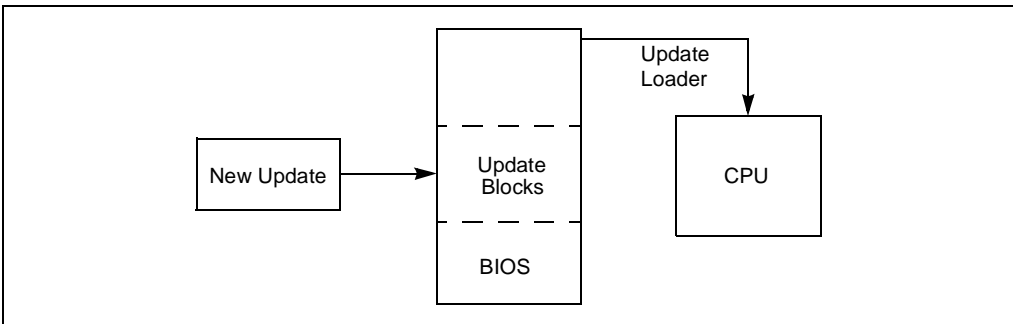 Update
Loader
New Update
Update
Blocks
CPU
BIOS